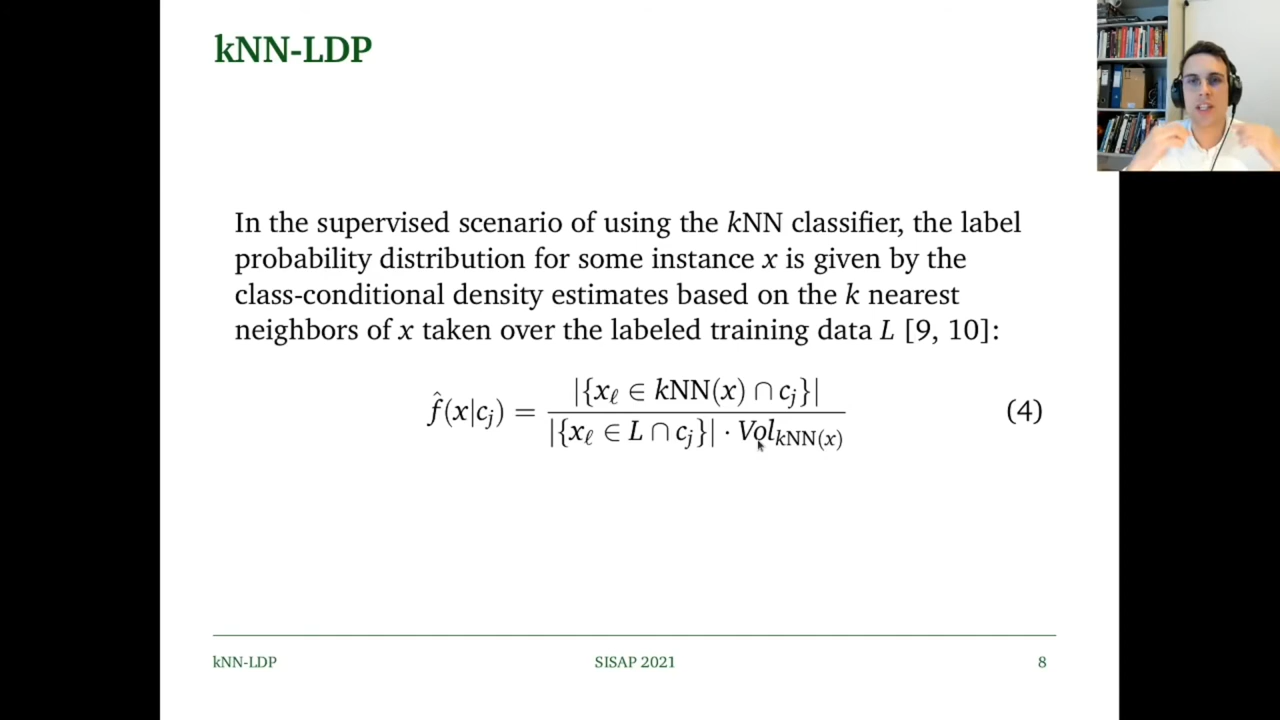 kNN-LDP
In the supervised scenario of using the kNN classifier, the label
probability distribution for some instance x is given by the
class-conditional density estimates based on the k nearest
neighbors of x taken over the labeled training data L [9, 10]:
f̂(x|c_j) = |{x_ℓ ∈ kNN(x) ∩ c_j}| / |{x_ℓ ∈ L ∩ c_j}| · Vol_kNN(x) (4)
kNN-LDP SISAP 2021 8